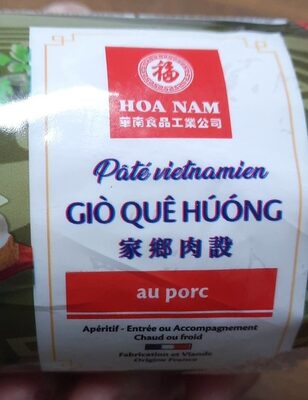 福
HOA NAM
華南食品工業公司
Pâté vietnamien
GIÒ QUÊ HÚÓNG
家鄉肉設
au porc
Apéritif - Entrée ou Accompagnement
Chaud ou froid
Fabrication et Viande
Origine France